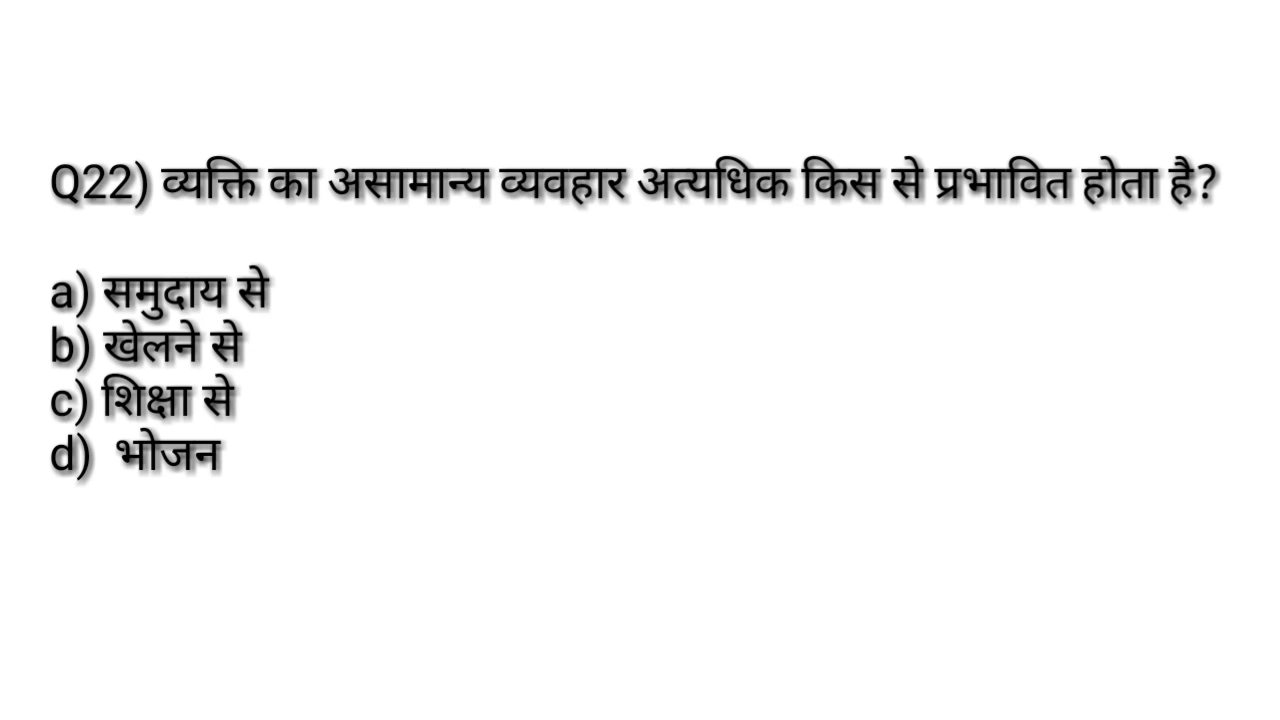 Q22) व्यक्ति का असामान्य व्यवहार अत्यधिक किस से प्रभावित होता है?
a) समुदाय से
b) खेलने से
c) शिक्षा से
d) भोजन